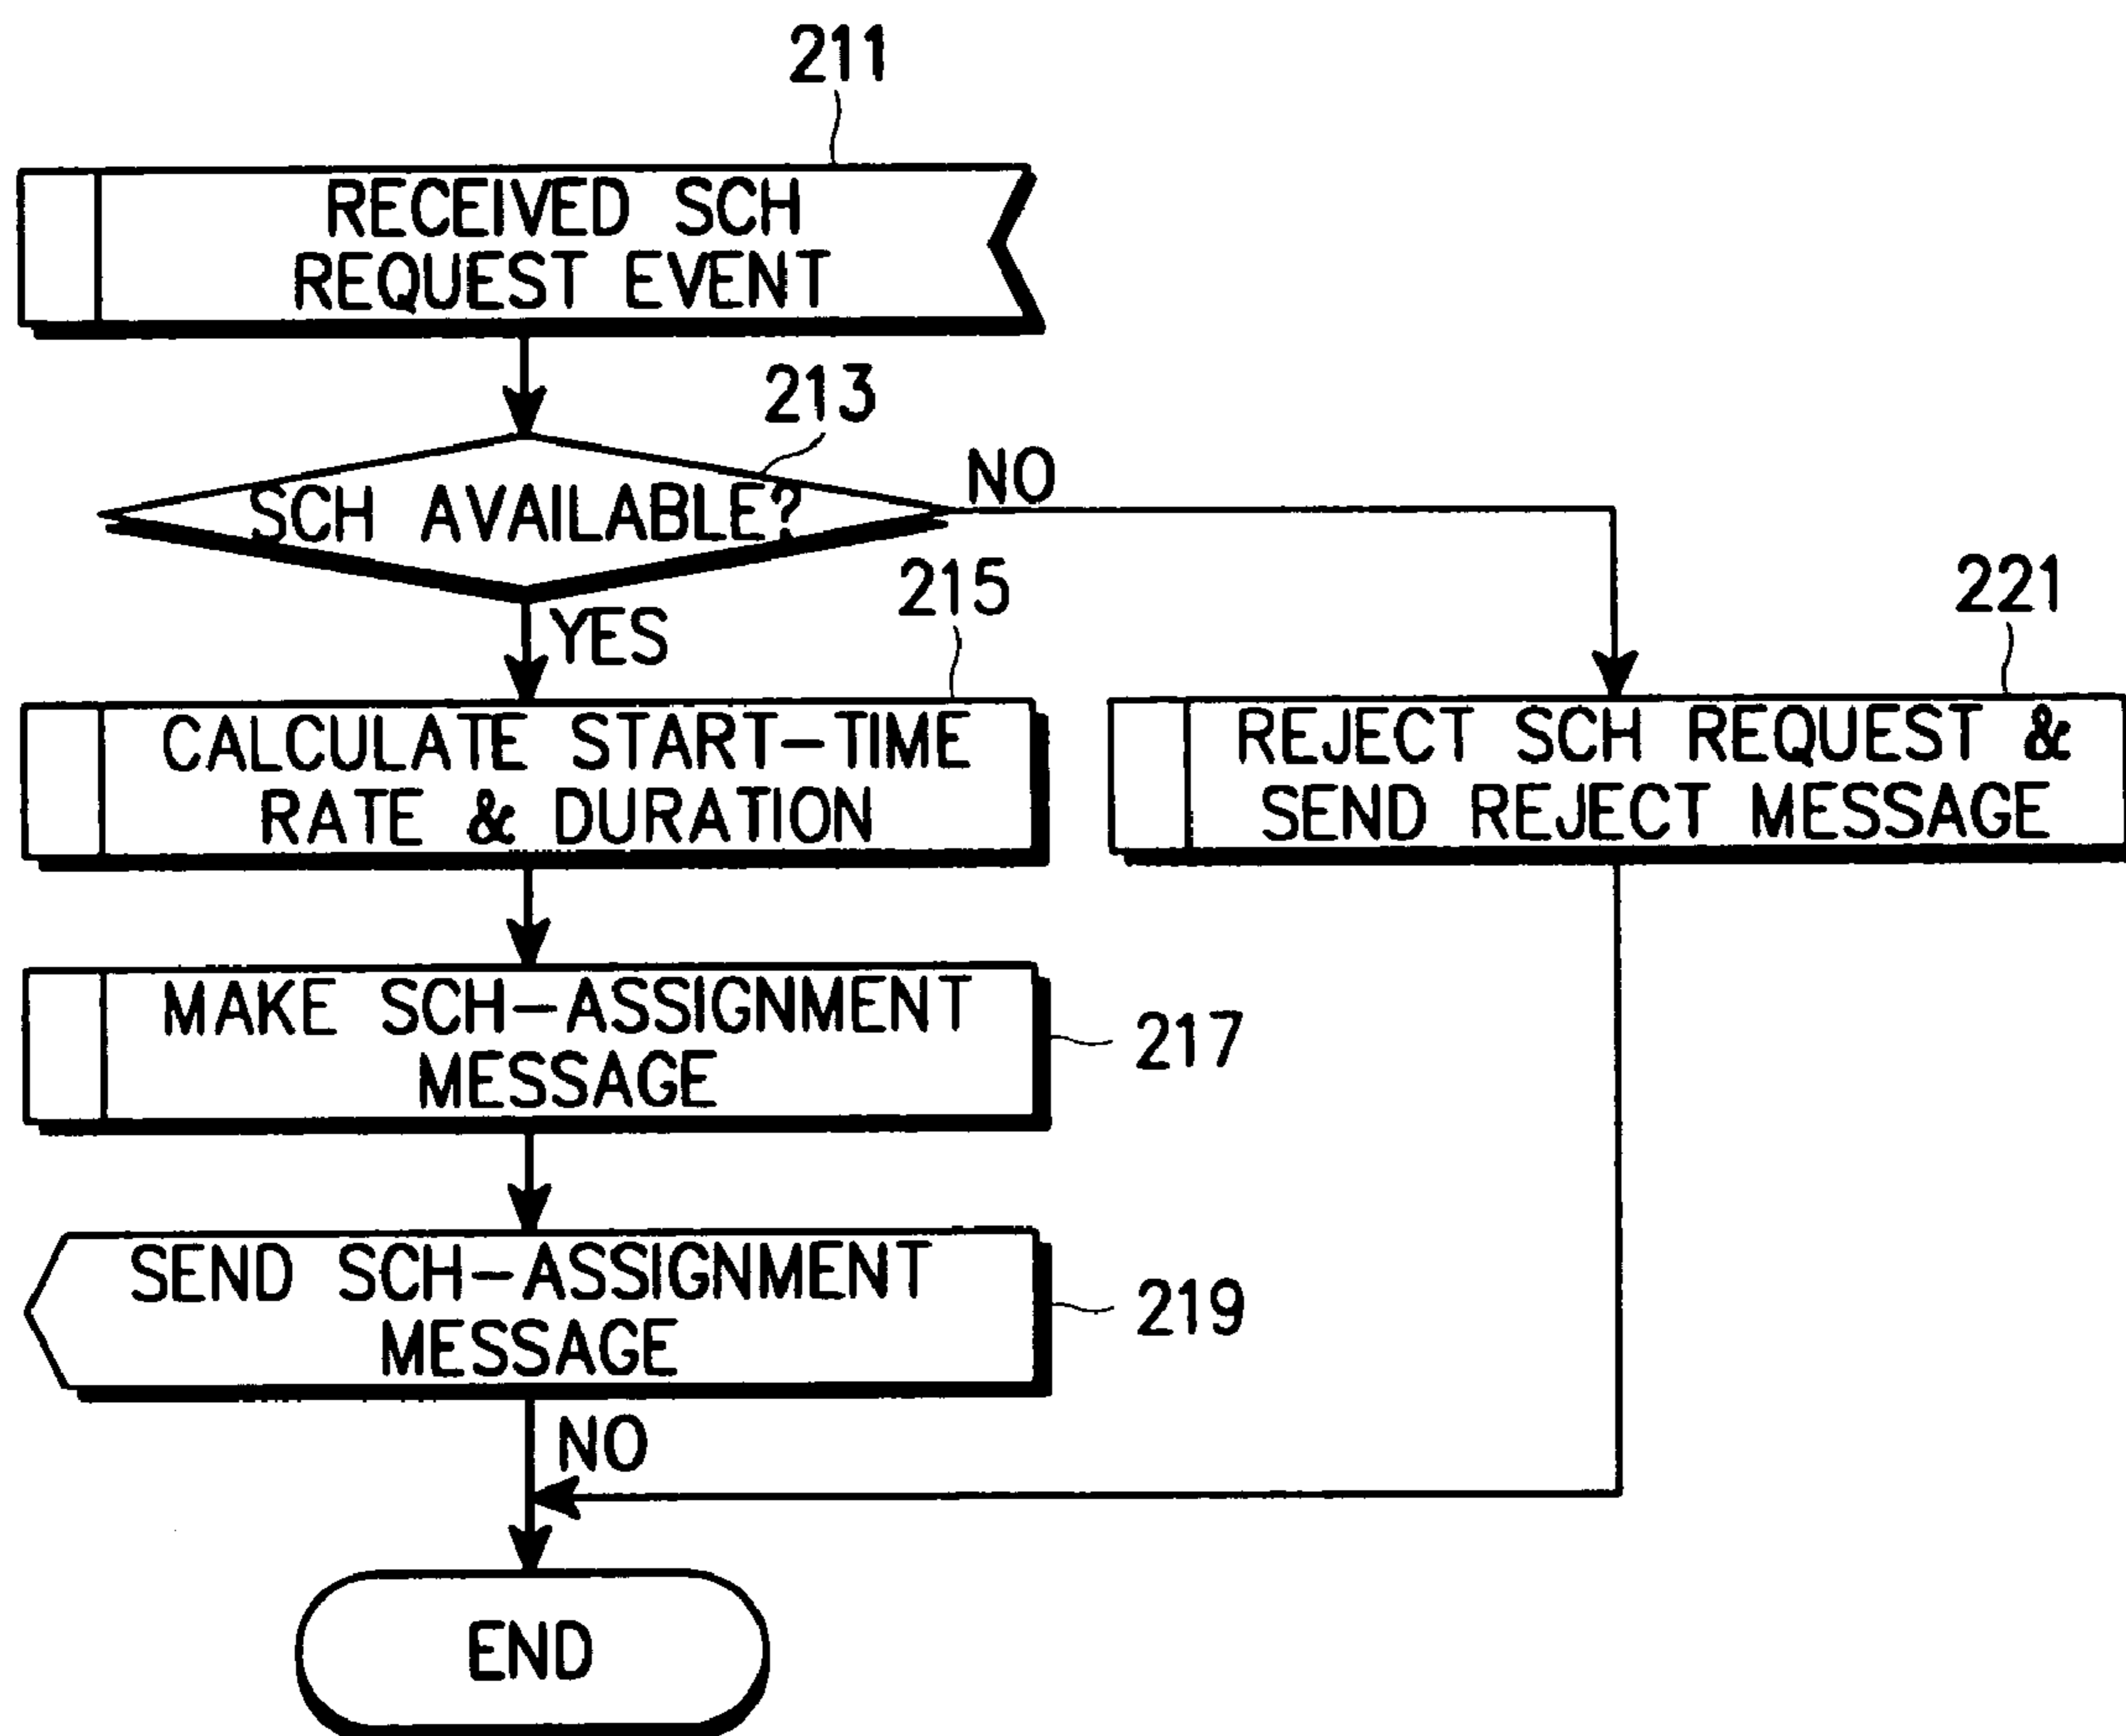 211
RECEIVED SCH
REQUEST EVENT
213
SCH AVAILABLE?
NO
YES
215
CALCULATE START-TIME
RATE & DURATION
221
REJECT SCH REQUEST &
SEND REJECT MESSAGE
MAKE SCH-ASSIGNMENT
MESSAGE
217
SEND SCH-ASSIGNMENT
MESSAGE
219
NO
END